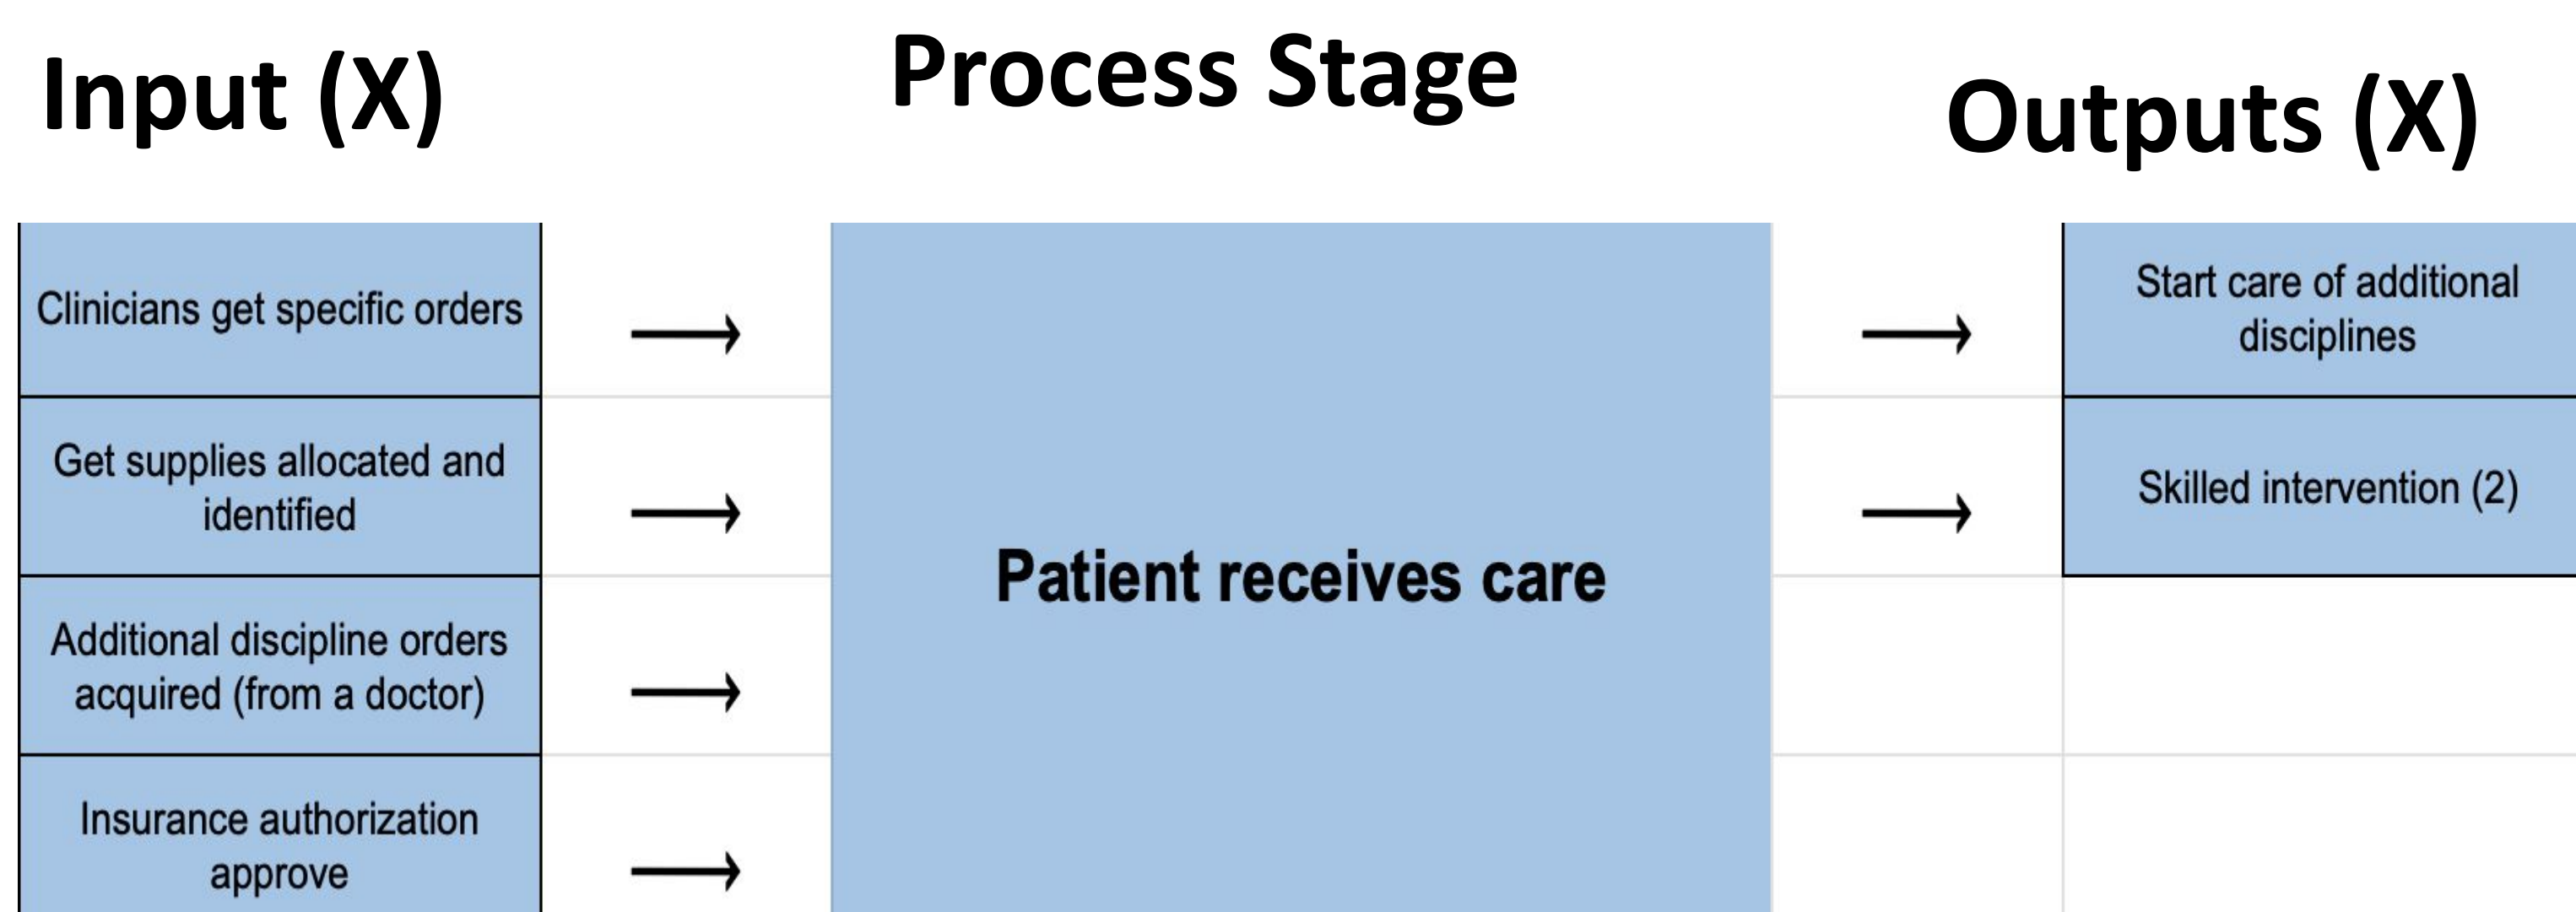 Input (X)
Process Stage
Outputs (X)
Clinicians get specific orders
Start care of additional
disciplines
Get supplies allocated and
identified
Skilled intervention (2)
Patient receives care
Additional discipline orders
acquired (from a doctor)
Insurance authorization
approve